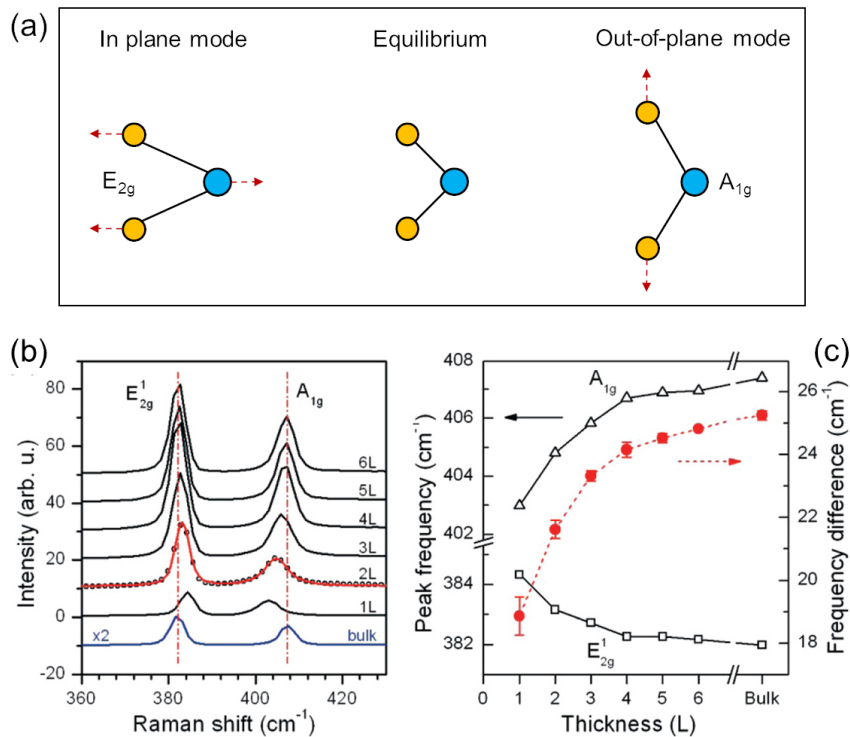 (a)
In plane mode Equilibrium Out-of-plane mode
E2g A1g
(b)
E¹2g A1g
80
60
40
20
0
-20
Intensity (arb. u.)
6L
5L
4L
3L
2L
1L
x2 bulk
360 380 400 420
Raman shift (cm⁻¹)
(c)
408
406
404
402
384
382
Peak frequency (cm⁻¹)
A1g
E¹2g
26
24
22
20
18
Frequency difference (cm⁻¹)
0 1 2 3 4 5 6 Bulk
Thickness (L)